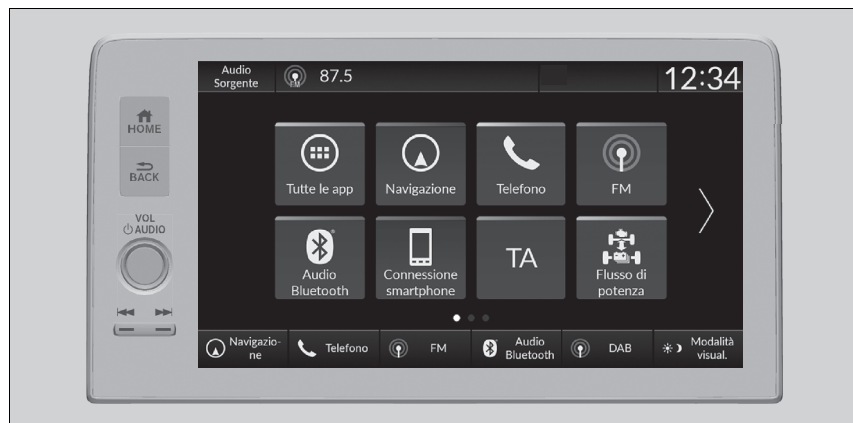 Audio
Sorgente
FM
87.5
12:34
HOME
BACK
VOL
AUDIO
Tutte le app
Navigazione
Telefono
FM
Audio
Bluetooth
Connessione
smartphone
TA
Flusso di
potenza
Navigazio-
ne
Telefono
FM
Audio
Bluetooth
DAB
Modalità
visual.